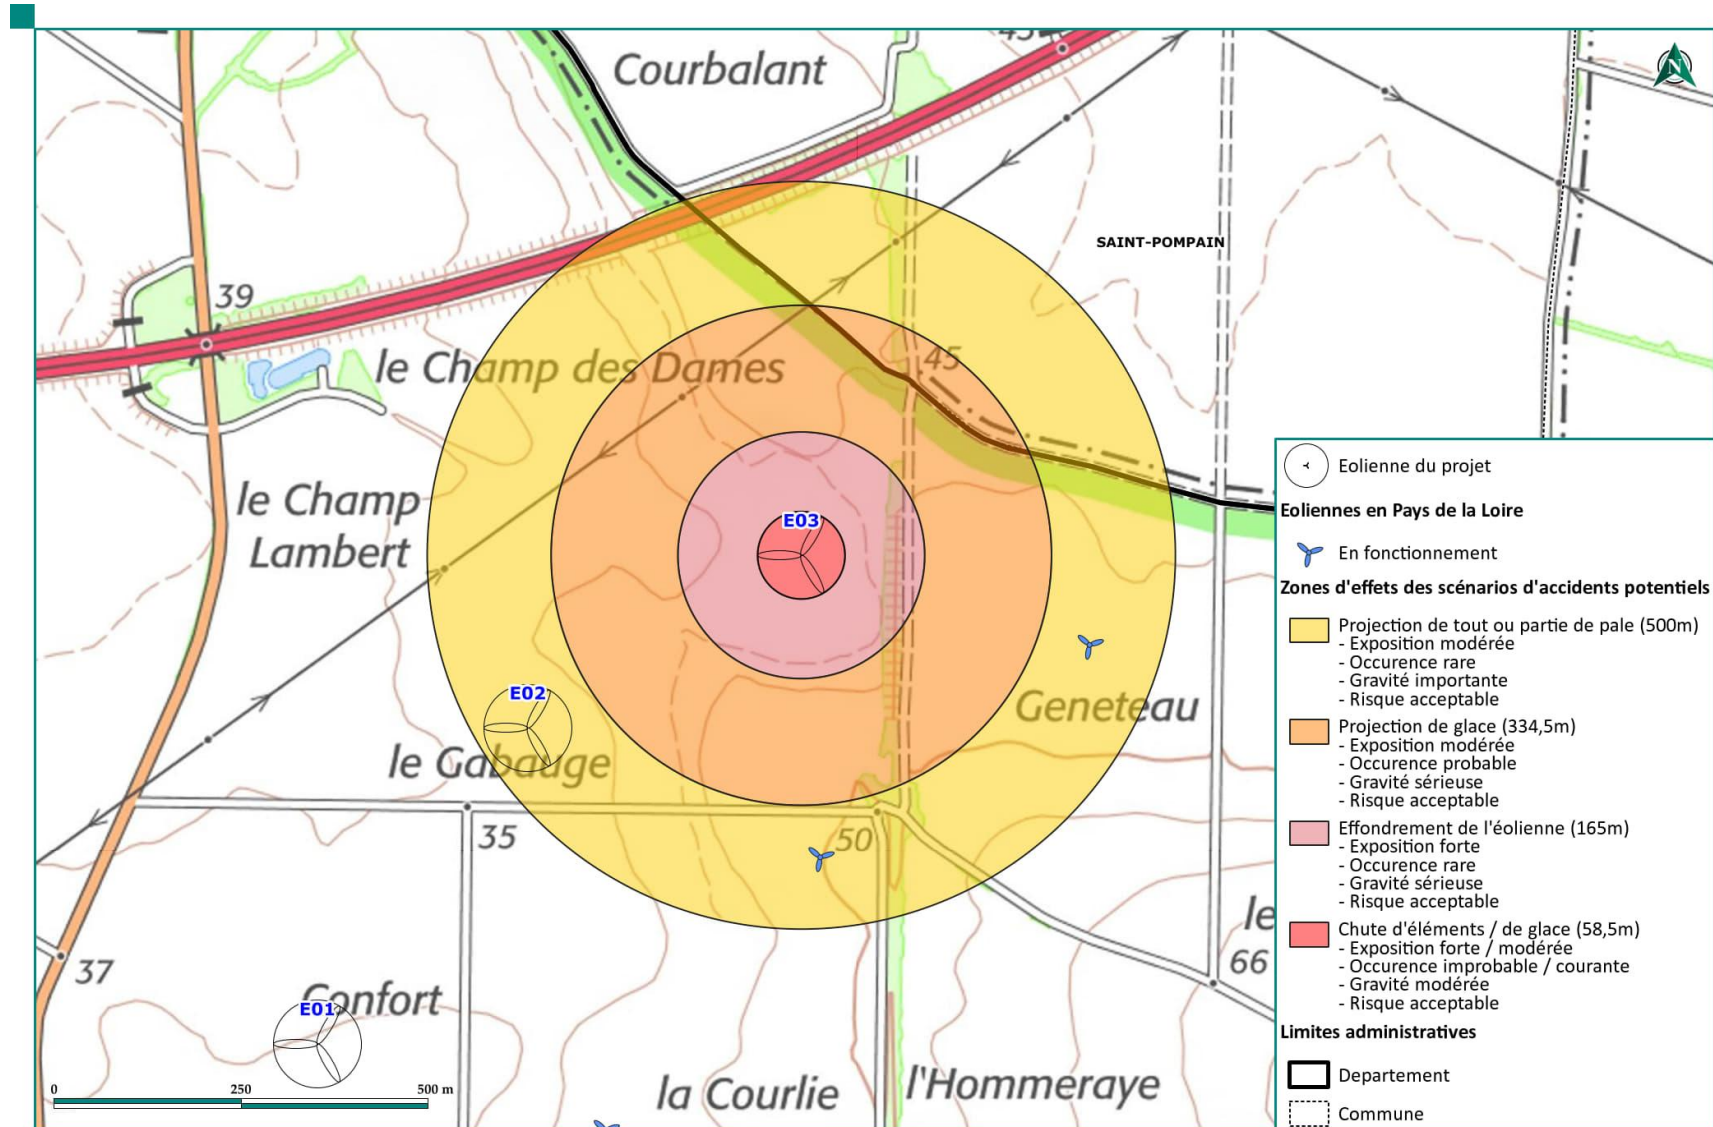 Courbalant
45
N
SAINT-POMPAIN
39
le Champ des Dames
45
le Champ
Lambert
E03
E02
Geneteau
le Gabauge
35
50
le
66
37
Confort
E01
la Courlie
l'Hommeraye
0 250 500 m
Eolienne du projet
Eoliennes en Pays de la Loire
En fonctionnement
Zones d'effets des scénarios d'accidents potentiels
Projection de tout ou partie de pale (500m)
- Exposition modérée
- Occurence rare
- Gravité importante
- Risque acceptable
Projection de glace (334,5m)
- Exposition modérée
- Occurence probable
- Gravité sérieuse
- Risque acceptable
Effondrement de l'éolienne (165m)
- Exposition forte
- Occurence rare
- Gravité sérieuse
- Risque acceptable
Chute d'éléments / de glace (58,5m)
- Exposition forte / modérée
- Occurence improbable / courante
- Gravité modérée
- Risque acceptable
Limites administratives
Departement
Commune